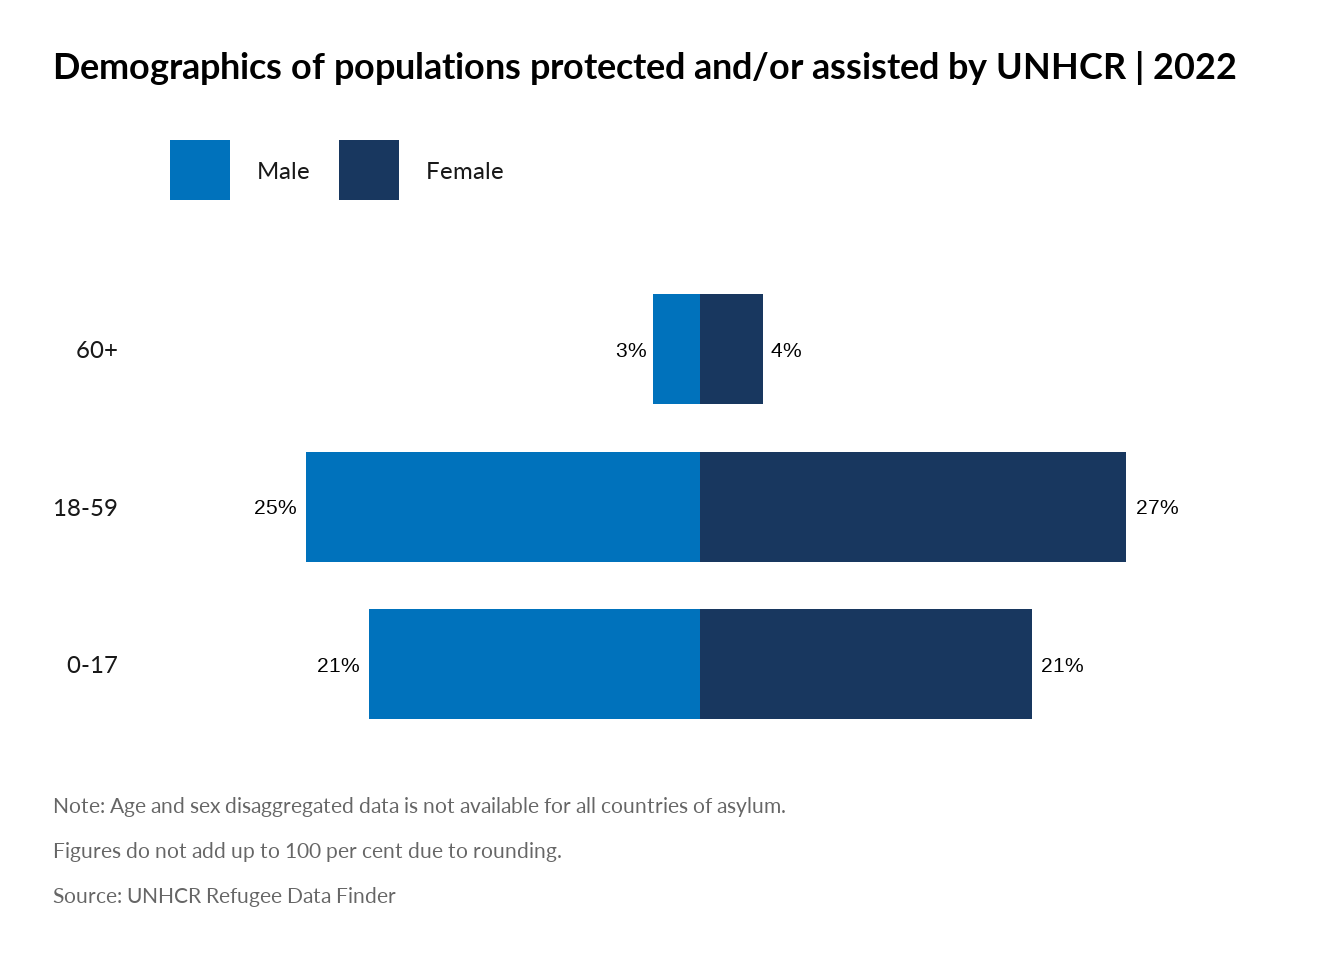 Demographics of populations protected and/or assisted by UNHCR | 2022
Male Female
60+ 3% 4%
18-59 25% 27%
0-17 21% 21%
Note: Age and sex disaggregated data is not available for all countries of asylum.
Figures do not add up to 100 per cent due to rounding.
Source: UNHCR Refugee Data Finder